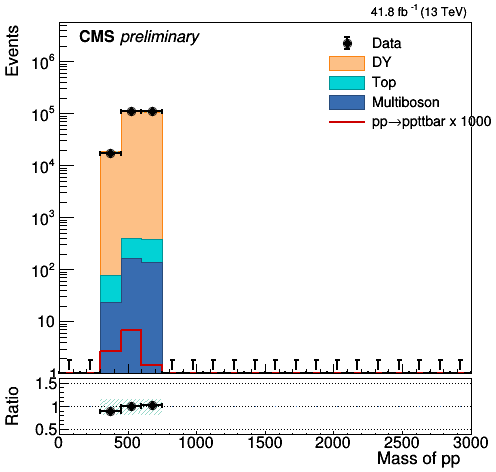 41.8 fb⁻¹ (13 TeV)
CMS preliminary
Events
Data
DY
Top
Multiboson
pp→ppttbar x 1000
10⁶
10⁵
10⁴
10³
10²
10
1
1.5
1
0.5
Ratio
0 500 1000 1500 2000 2500 3000
Mass of pp